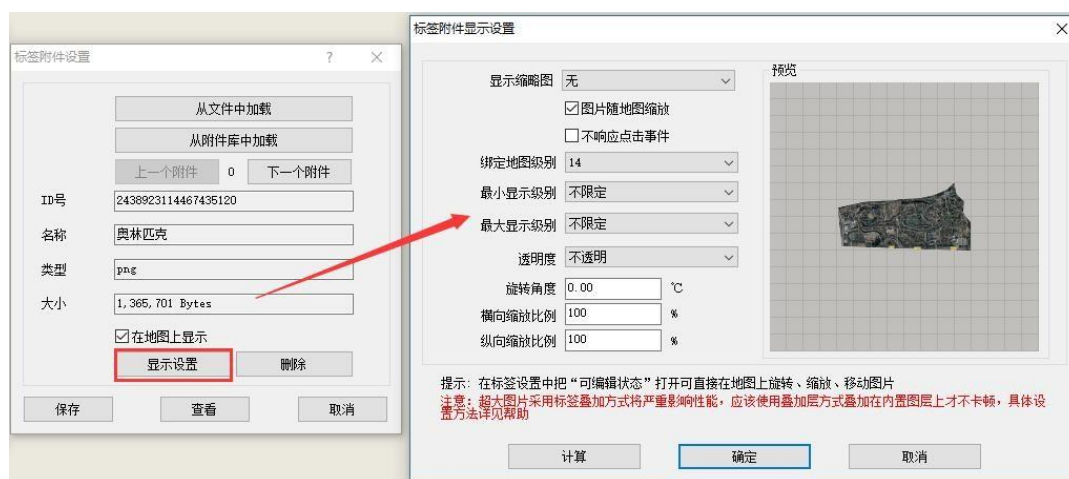 标签附件设置
?
从文件中加载
从附件库中加载
上一个附件 0 下一个附件
ID号 2438923114467435120
名称 奥林匹克
类型 png
大小 1,365,701 Bytes
在地图上显示
显示设置 删除
保存 查看 取消
标签附件显示设置
显示缩略图 无
图片随地图缩放
不响应点击事件
绑定地图级别 14
最小显示级别 不限定
最大显示级别 不限定
透明度 不透明
旋转角度 0.00 ℃
横向缩放比例 100 %
纵向缩放比例 100 %
预览
提示: 在标签设置中把“可编辑状态”打开可直接在地图上旋转、缩放、移动图片
注意: 超大图片采用标签叠加方式将严重影响性能，应该使用叠加层方式叠加在内置图层上才不卡顿，具体设
置方法详见帮助
计算 确定 取消